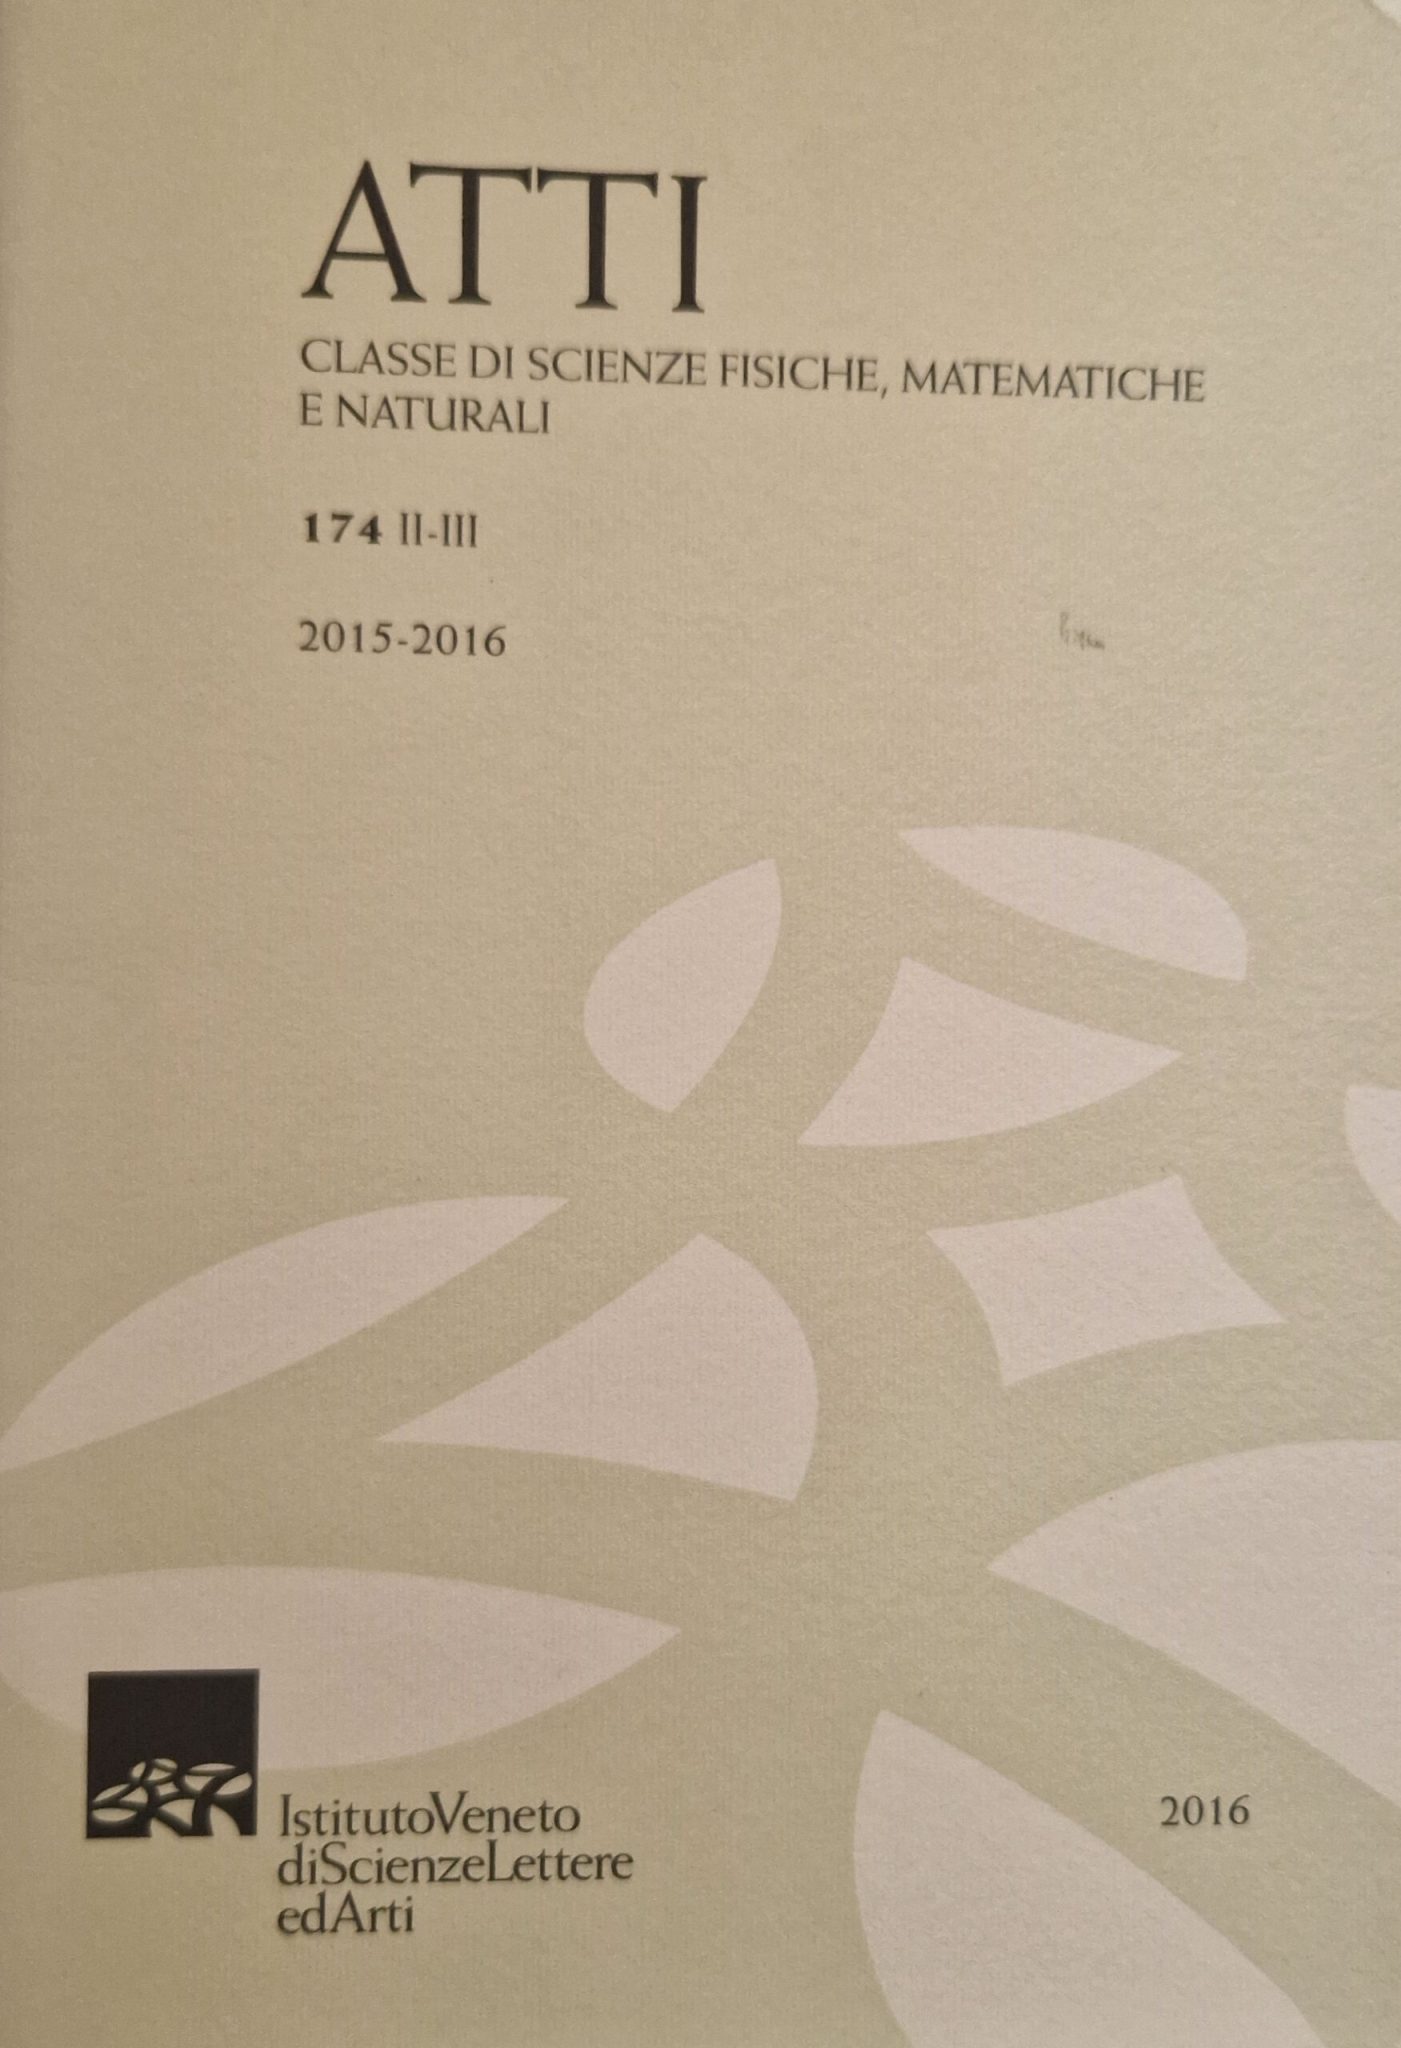 ATTI
CLASSE DI SCIENZE FISICHE, MATEMATICHE
E NATURALI
174 II-III
2015-2016
IstitutoVeneto
diScienzeLettere
edArti
2016